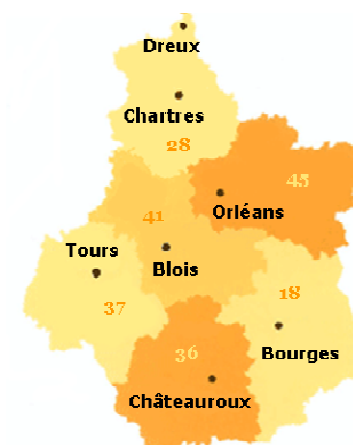 Dreux
Chartres
28
45
41
Orléans
Tours
Blois
18
37
36
Bourges
Châteauroux